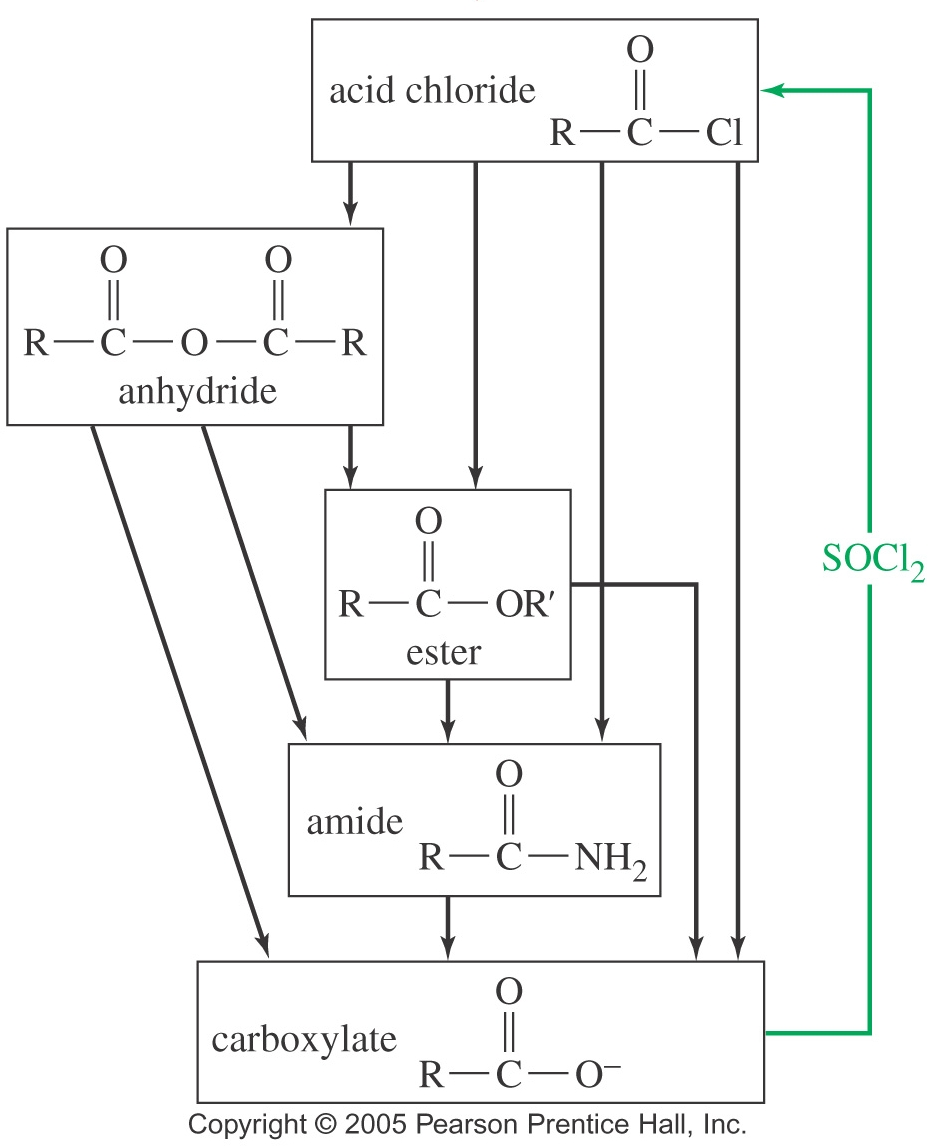 O
acid chloride
R—C—Cl
O O
R—C—O—C—R
anhydride
O
R—C—OR′
ester
SOCl₂
O
amide
R—C—NH₂
O
carboxylate
R—C—O⁻
Copyright © 2005 Pearson Prentice Hall, Inc.